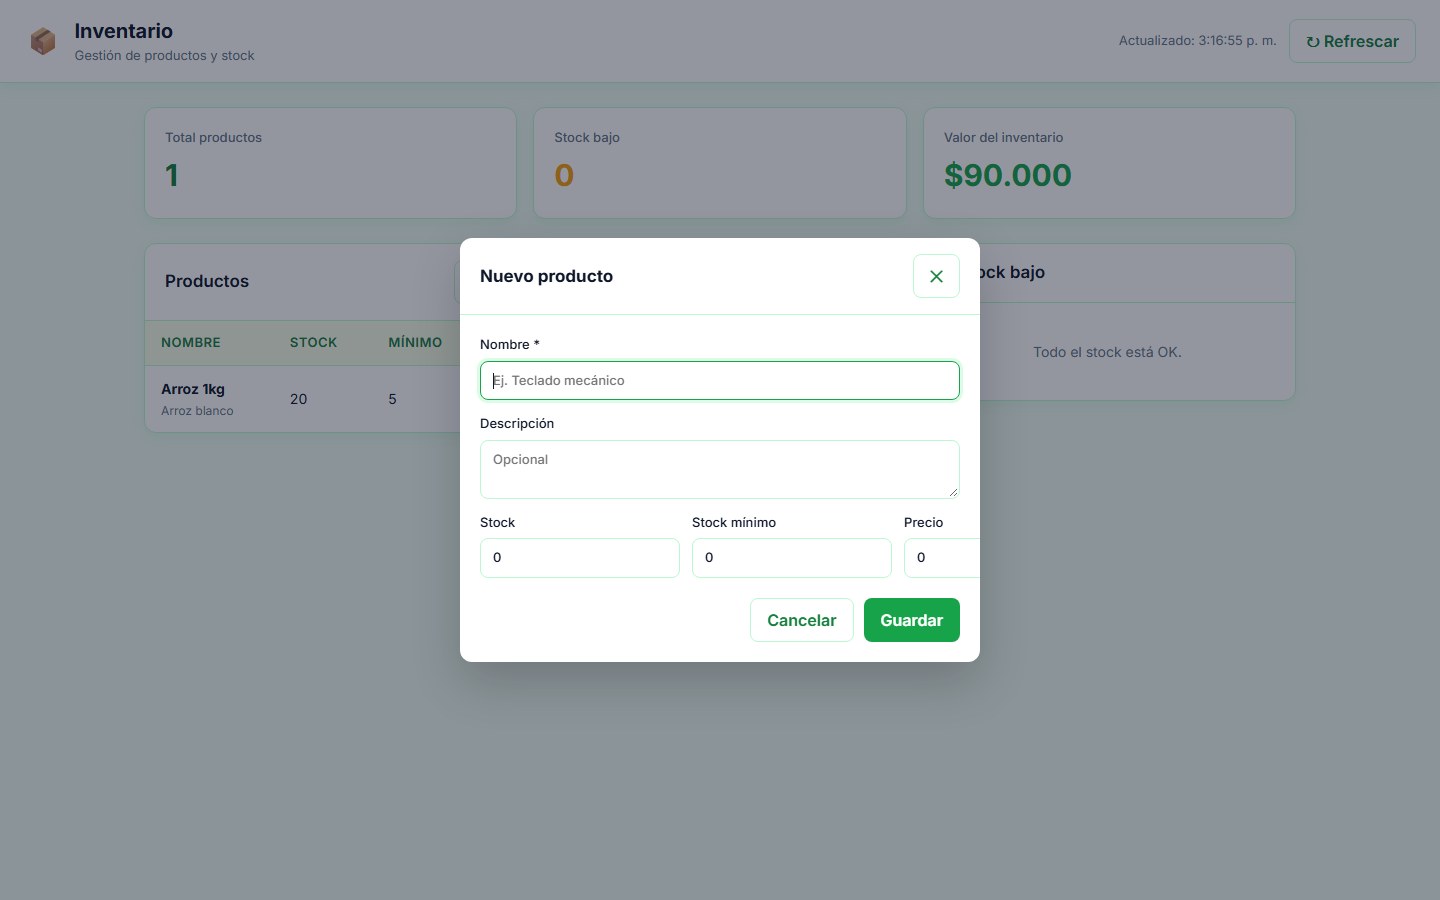 Inventario
Gestión de productos y stock
Actualizado: 3:16:55 p. m.
↻ Refrescar
Total productos
1
Stock bajo
0
Valor del inventario
$90.000
Productos
ock bajo
NOMBRE STOCK MÍNIMO
Arroz 1kg
Arroz blanco
20
5
Todo el stock está OK.
Nuevo producto
Nombre *
Ej. Teclado mecánico
Descripción
Opcional
Stock Stock mínimo Precio
0 0 0
Cancelar Guardar